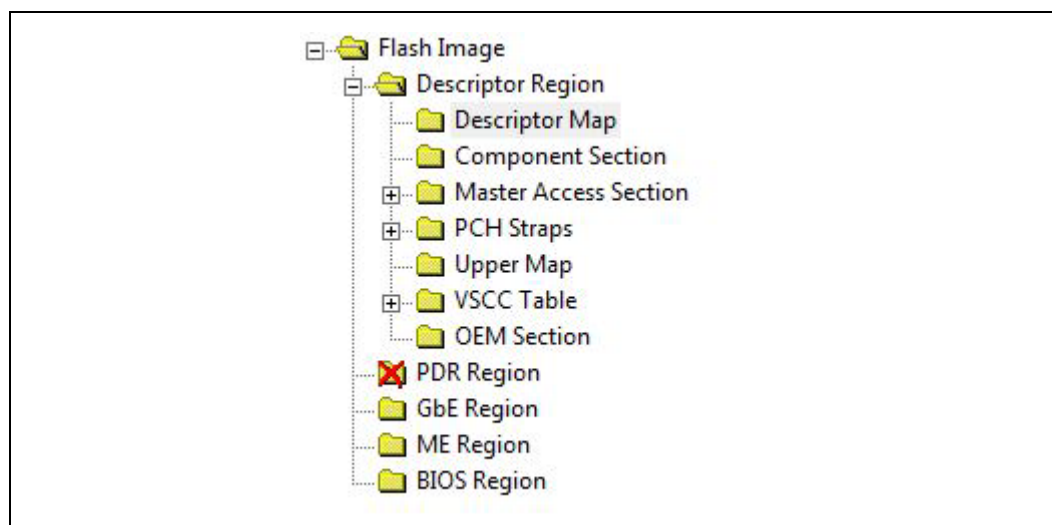 Flash Image
Descriptor Region
Descriptor Map
Component Section
Master Access Section
PCH Straps
Upper Map
VSCC Table
OEM Section
PDR Region
GbE Region
ME Region
BIOS Region